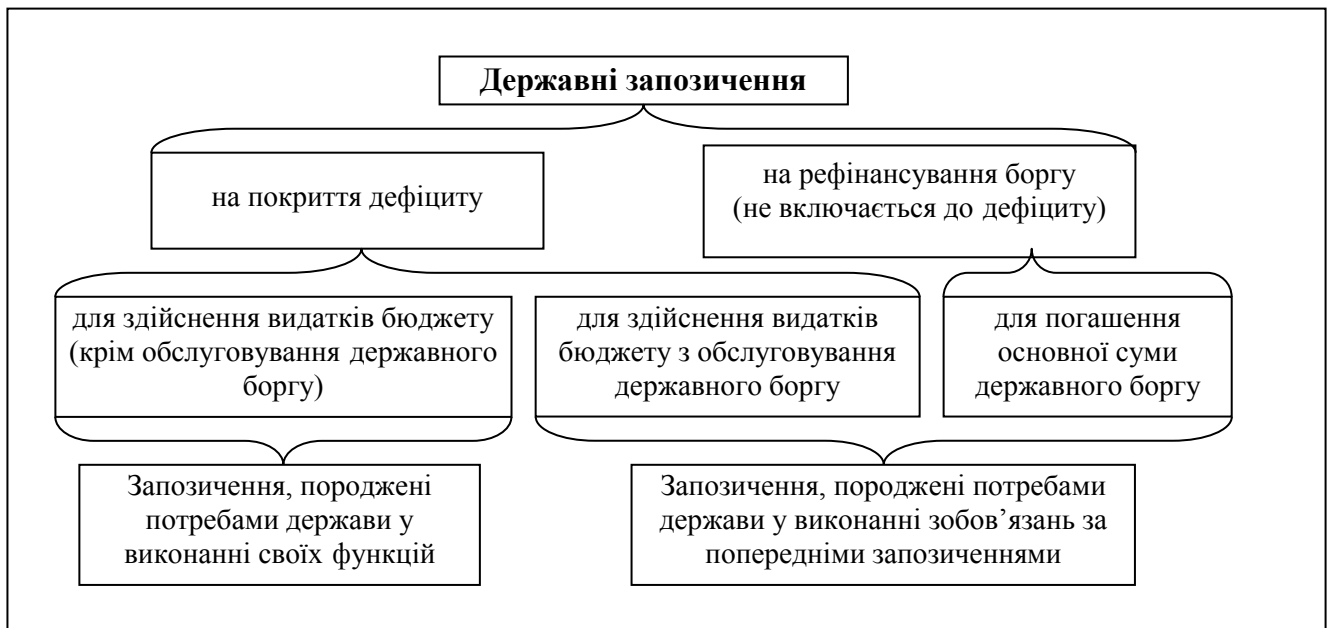 Державні запозичення
на покриття дефіциту
на рефінансування боргу
(не включається до дефіциту)
для здійснення видатків бюджету
(крім обслуговування державного
боргу)
для здійснення видатків
бюджету з обслуговування
державного боргу
для погашення
основної суми
державного боргу
Запозичення, породжені
потребами держави у
виконанні своїх функцій
Запозичення, породжені потребами
держави у виконанні зобов’язань за
попередніми запозиченнями